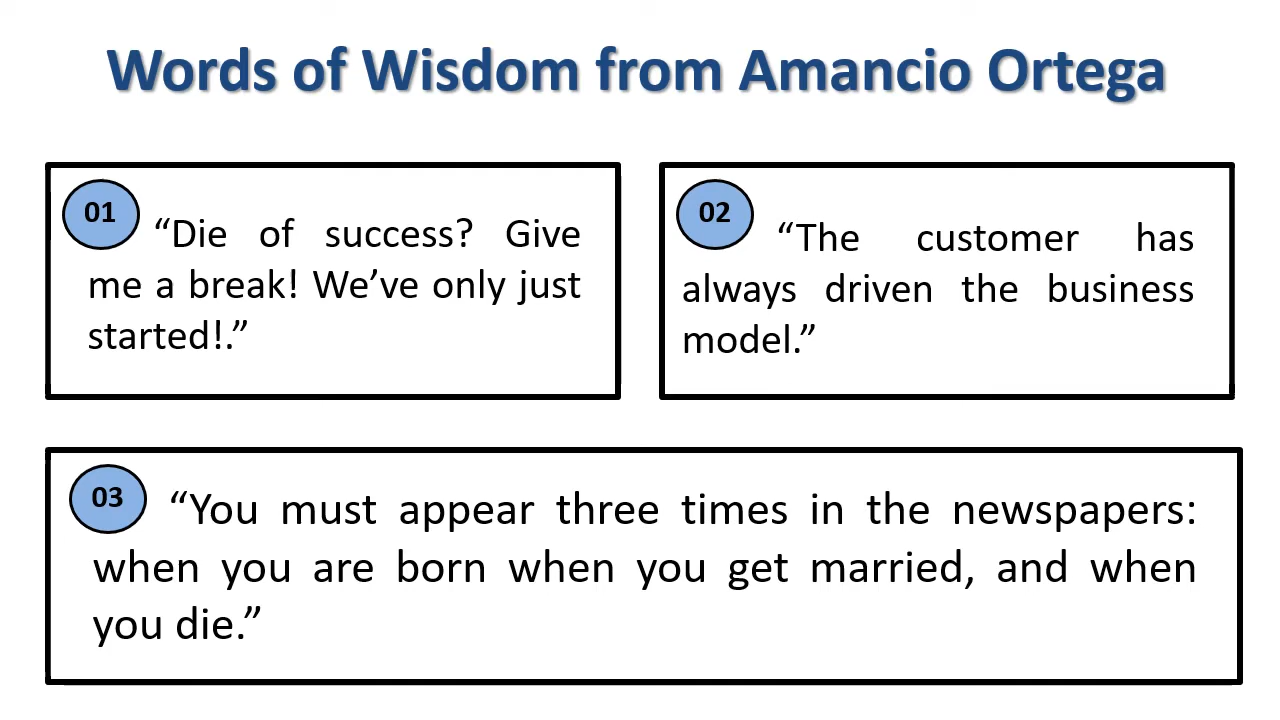 Words of Wisdom from Amancio Ortega
01
“Die of success? Give
me a break! We’ve only just
started!.”
02
“The customer has
always driven the business
model.”
03
“You must appear three times in the newspapers:
when you are born when you get married, and when
you die.”